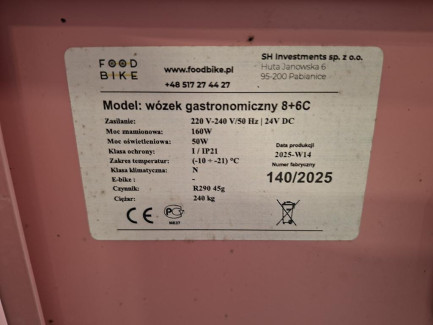 FOOD
BIKE
www.foodbike.pl
+48 517 27 44 27
SH Investments sp. z o.o.
Huta Janowska 6
95-200 Pabianice
Model: wózek gastronomiczny 8+6C
Zasilanie: 220 V-240 V/50 Hz | 24V DC
Moc znamionowa: 160W
Moc oświetleniowa: 50W
Klasa ochrony: I / IP21
Zakres temperatur: (-10 ÷ -21) °C
Klasa klimatyczna: N
E-bike : -
Czynnik: R290 45g
Ciężar: 240 kg
Data produkcji
2025-W14
Numer fabryczny
140/2025
CE